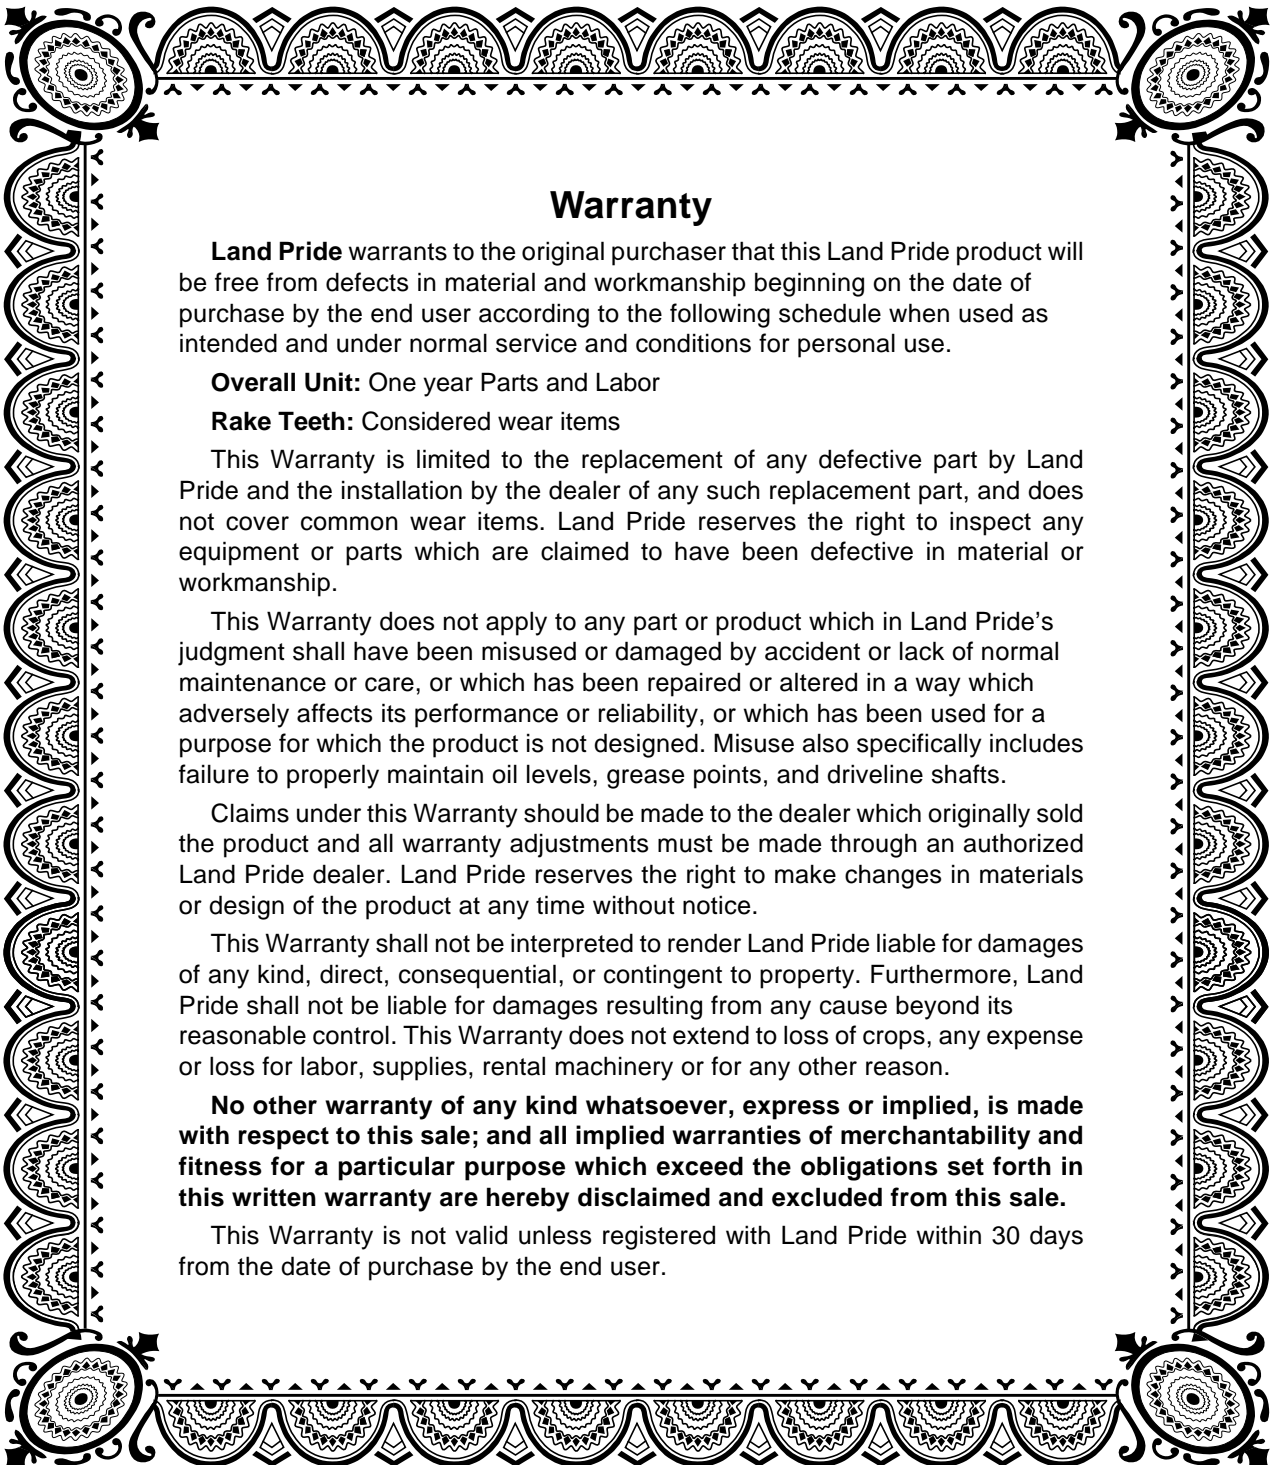 Warranty
Land Pride warrants to the original purchaser that this Land Pride product will
be free from defects in material and workmanship beginning on the date of
purchase by the end user according to the following schedule when used as
intended and under normal service and conditions for personal use.
Overall Unit: One year Parts and Labor
Rake Teeth: Considered wear items
This Warranty is limited to the replacement of any defective part by Land
Pride and the installation by the dealer of any such replacement part, and does
not cover common wear items. Land Pride reserves the right to inspect any
equipment or parts which are claimed to have been defective in material or
workmanship.
This Warranty does not apply to any part or product which in Land Pride’s
judgment shall have been misused or damaged by accident or lack of normal
maintenance or care, or which has been repaired or altered in a way which
adversely affects its performance or reliability, or which has been used for a
purpose for which the product is not designed. Misuse also specifically includes
failure to properly maintain oil levels, grease points, and driveline shafts.
Claims under this Warranty should be made to the dealer which originally sold
the product and all warranty adjustments must be made through an authorized
Land Pride dealer. Land Pride reserves the right to make changes in materials
or design of the product at any time without notice.
This Warranty shall not be interpreted to render Land Pride liable for damages
of any kind, direct, consequential, or contingent to property. Furthermore, Land
Pride shall not be liable for damages resulting from any cause beyond its
reasonable control. This Warranty does not extend to loss of crops, any expense
or loss for labor, supplies, rental machinery or for any other reason.
No other warranty of any kind whatsoever, express or implied, is made
with respect to this sale; and all implied warranties of merchantability and
fitness for a particular purpose which exceed the obligations set forth in
this written warranty are hereby disclaimed and excluded from this sale.
This Warranty is not valid unless registered with Land Pride within 30 days
from the date of purchase by the end user.